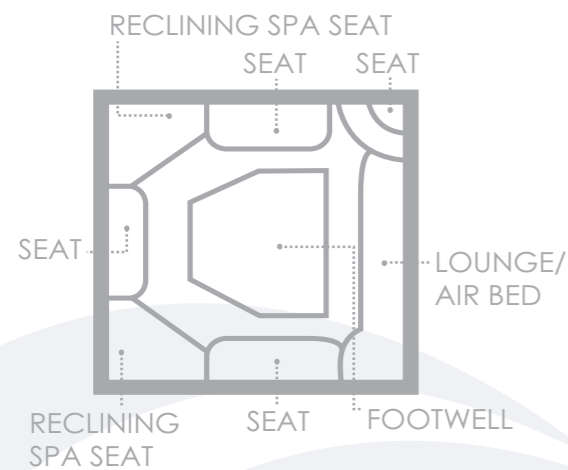 RECLINING SPA SEAT
SEAT
SEAT
SEAT
LOUNGE/
AIR BED
RECLINING
SPA SEAT
SEAT
FOOTWELL